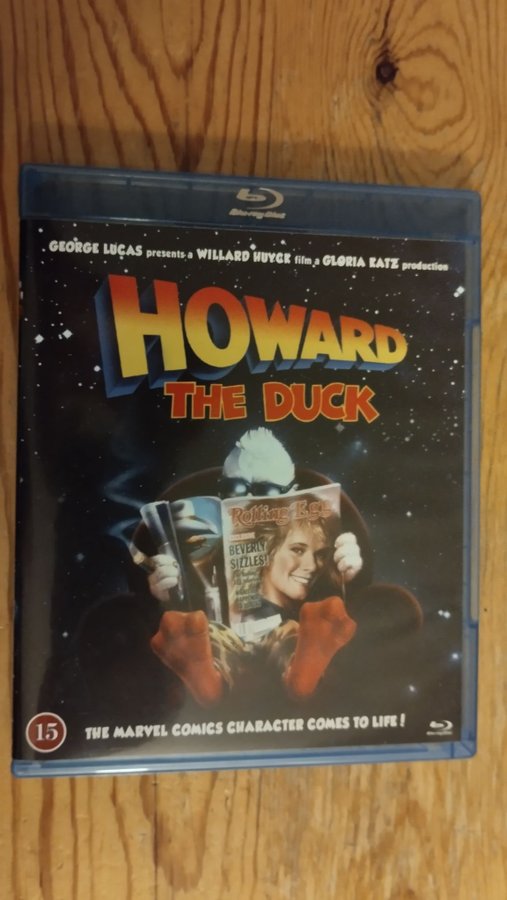 Blu-ray Disc
GEORGE LUCAS presents a WILLARD HUYCK film a GLORIA KATZ production
HOWARD
THE DUCK
Rolling Egg
BEVERLY
SIZZLES!
15
THE MARVEL COMICS CHARACTER COMES TO LIFE!